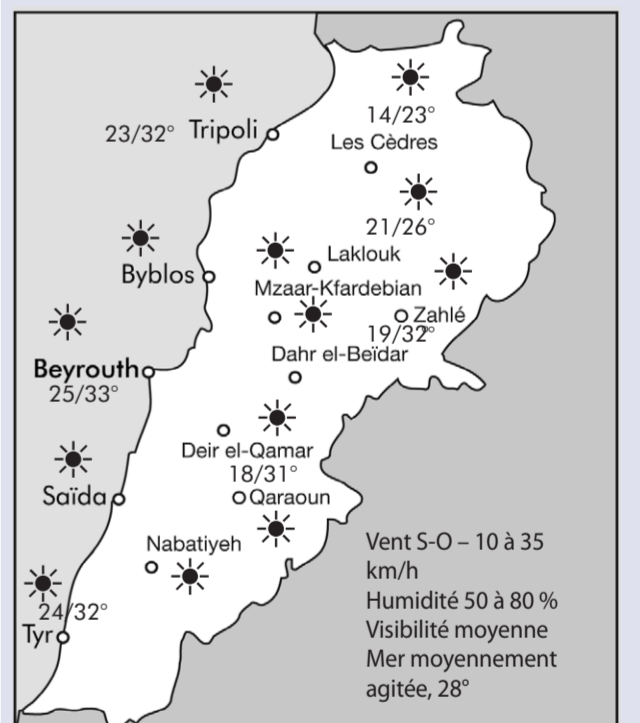 14/23°
23/32° Tripoli
Les Cèdres
21/26°
Laklouk
Byblos
Mzaar-Kfardebian
Zahlé
19/32°
Dahr el-Beïdar
Beyrouth
25/33°
Deir el-Qamar
18/31°
Saïda
Qaraoun
Nabatiyeh
24/32°
Tyr
Vent S-O – 10 à 35
km/h
Humidité 50 à 80 %
Visibilité moyenne
Mer moyennement
agitée, 28°